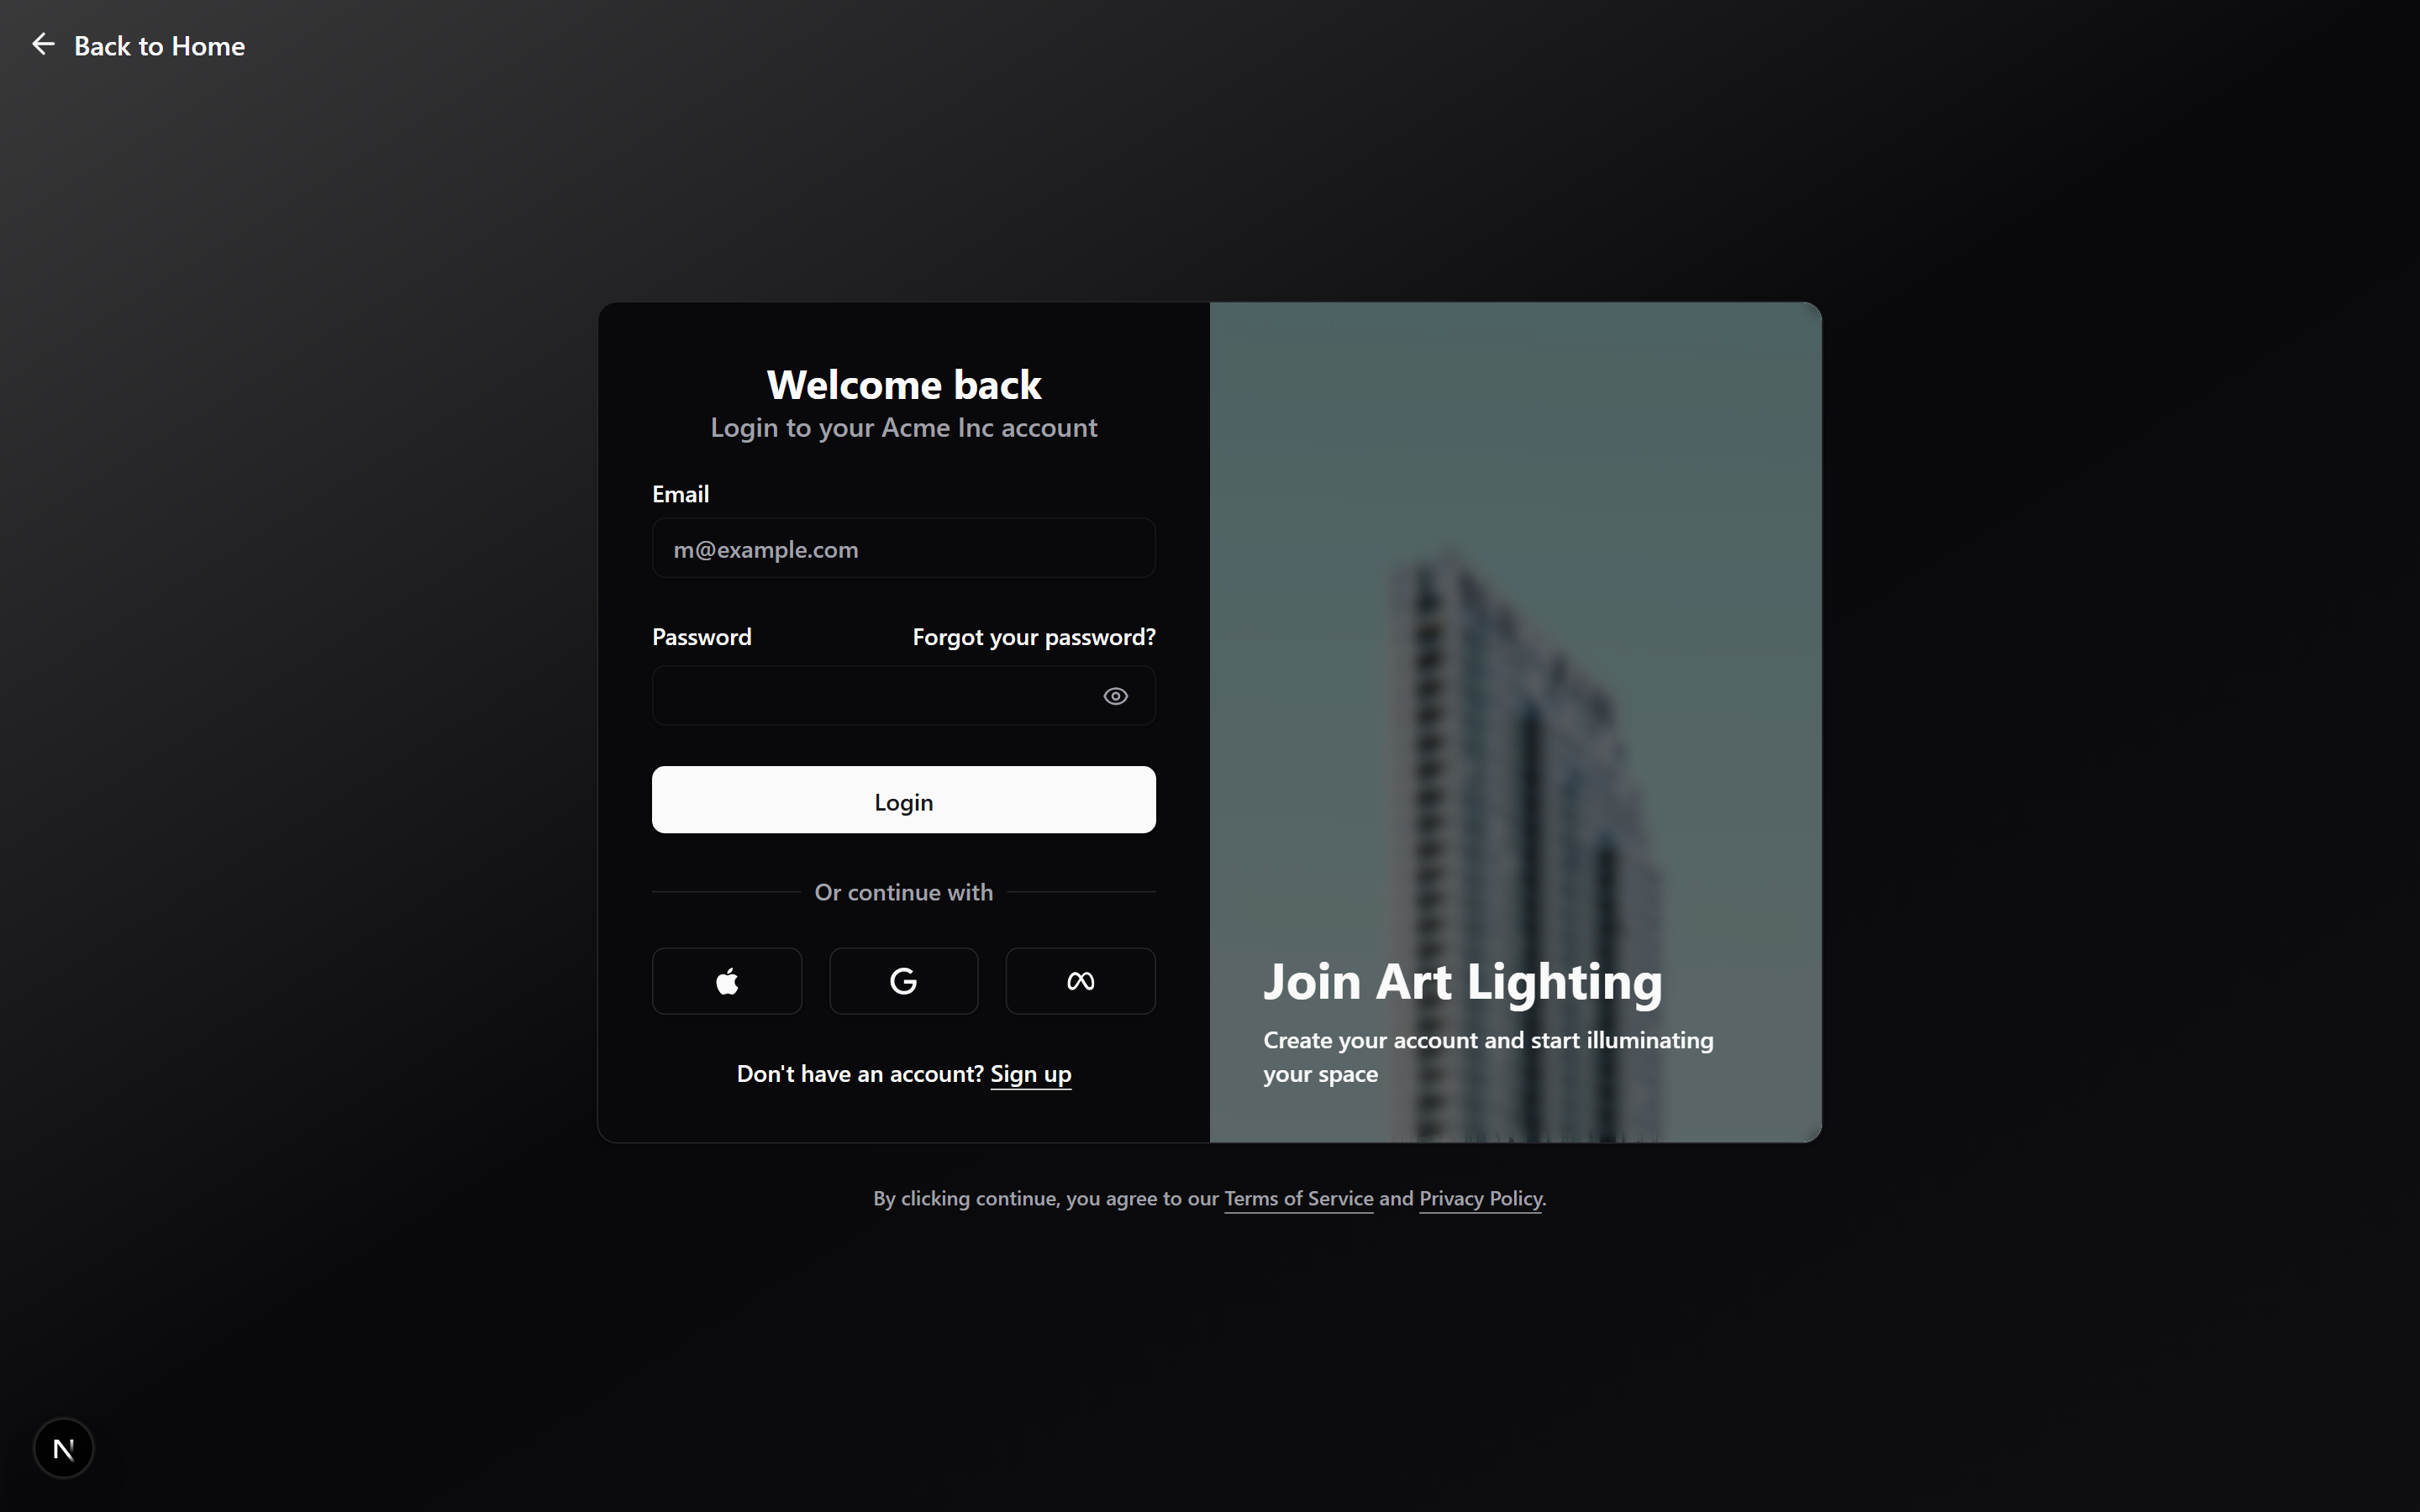 Back to Home
Welcome back
Login to your Acme Inc account
Email
m@example.com
Password
Forgot your password?
Login
Or continue with
Don't have an account? Sign up
Join Art Lighting
Create your account and start illuminating
your space
By clicking continue, you agree to our Terms of Service and Privacy Policy.
N